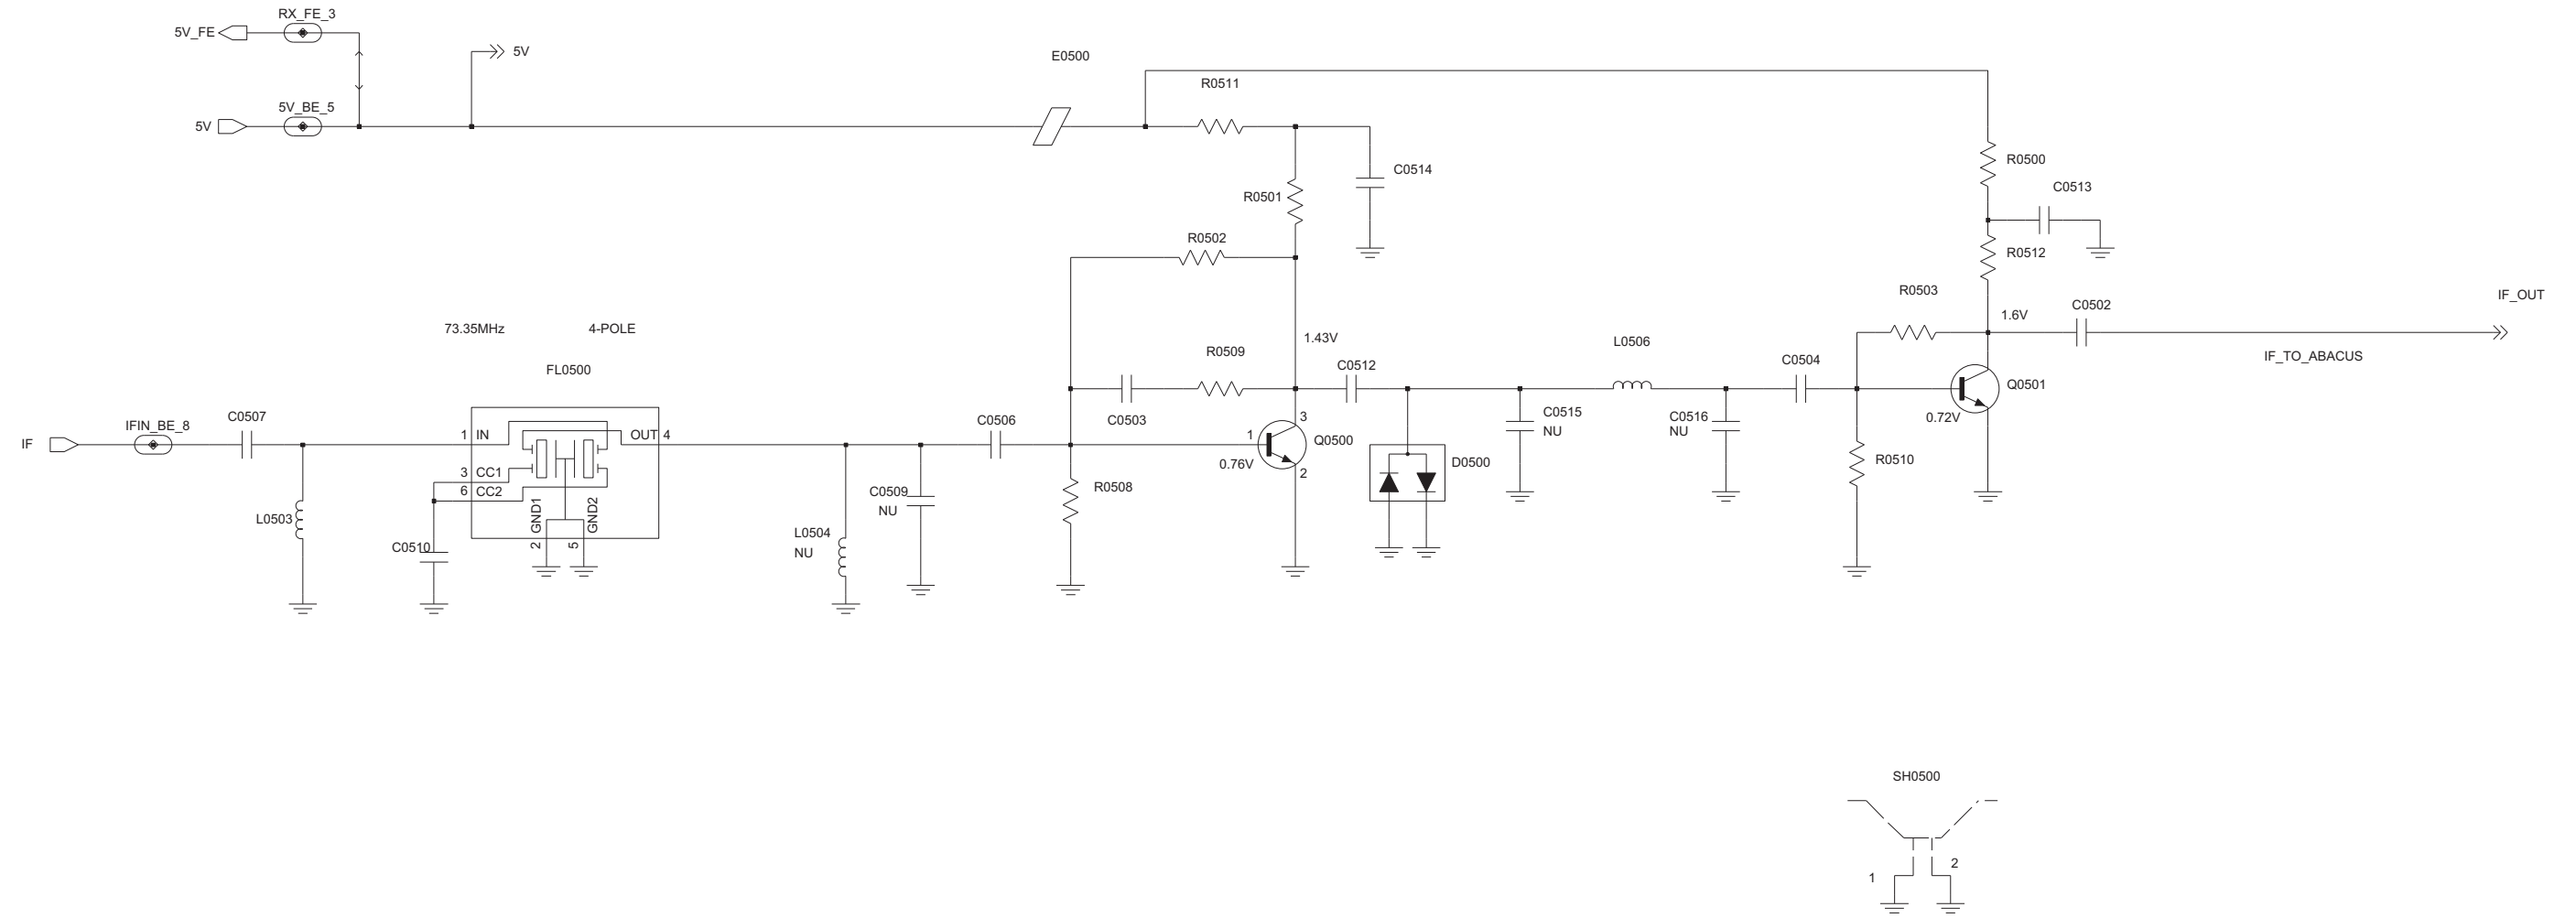 RX_FE_3
5V_FE
5V
E0500
R0511
5V_BE_5
5V
R0500
C0514
C0513
R0501
R0502
R0512
R0503
IF_OUT
C0502
1.6V
73.35MHz
4-POLE
1.43V
L0506
R0509
IF_TO_ABACUS
C0504
C0512
FL0500
Q0501
C0507
C0515
NU
C0516
NU
0.72V
IFIN_BE_8
C0506
C0503
3
IF
1
IN
OUT
4
1
Q0500
R0510
0.76V
D0500
3
CC1
2
6
CC2
R0508
C0509
NU
GND1
GND2
L0503
L0504
NU
C0510
2
5
SH0500
2
1